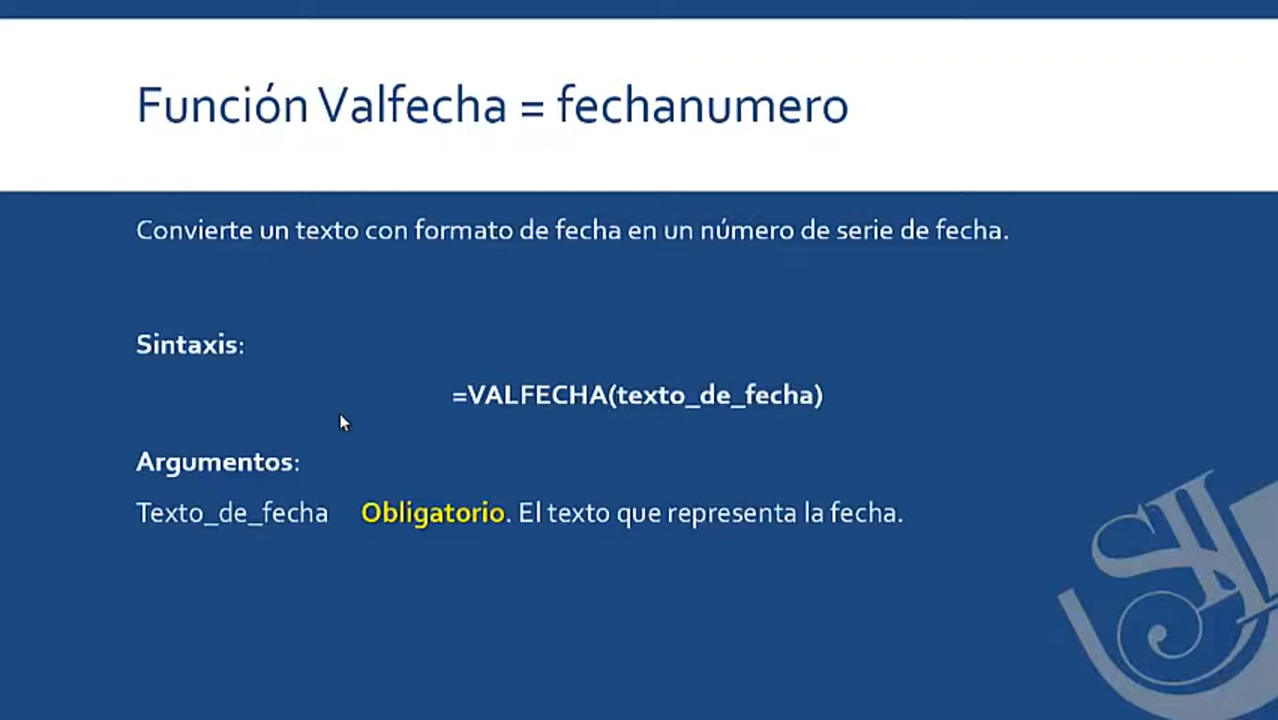 Función Valfecha = fechanumero
Convierte un texto con formato de fecha en un número de serie de fecha.
Sintaxis:
=VALFECHA(texto_de_fecha)
Argumentos:
Texto_de_fecha Obligatorio. El texto que representa la fecha.